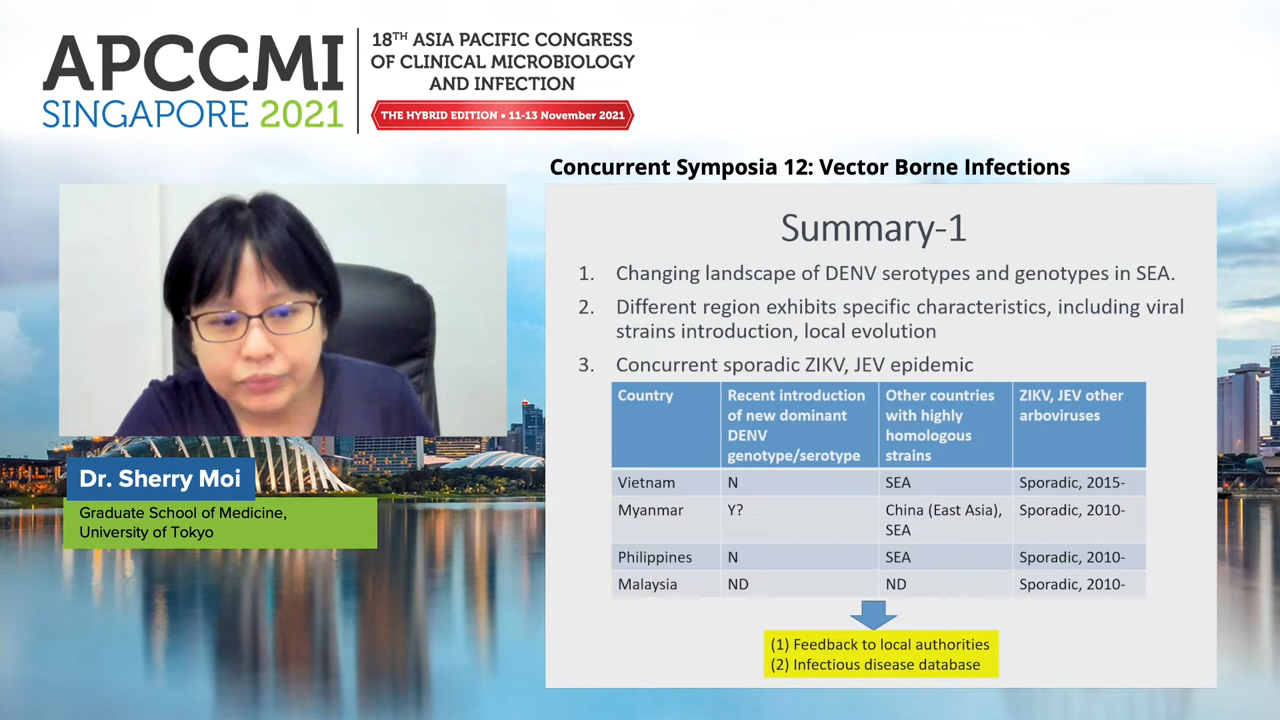 APCCMI
SINGAPORE 2021
18TH ASIA PACIFIC CONGRESS
OF CLINICAL MICROBIOLOGY
AND INFECTION
THE HYBRID EDITION • 11-13 November 2021
Concurrent Symposia 12: Vector Borne Infections
Dr. Sherry Moi
Graduate School of Medicine,
University of Tokyo
Summary-1
1. Changing landscape of DENV serotypes and genotypes in SEA.
2. Different region exhibits specific characteristics, including viral
strains introduction, local evolution
3. Concurrent sporadic ZIKV, JEV epidemic
Country
Recent introduction
of new dominant
DENV
genotype/serotype
Other countries
with highly
homologous
strains
ZIKV, JEV other
arboviruses
Vietnam N SEA Sporadic, 2015-
Myanmar Y? China (East Asia), Sporadic, 2010-
SEA
Philippines N SEA Sporadic, 2010-
Malaysia ND ND Sporadic, 2010-
(1) Feedback to local authorities
(2) Infectious disease database